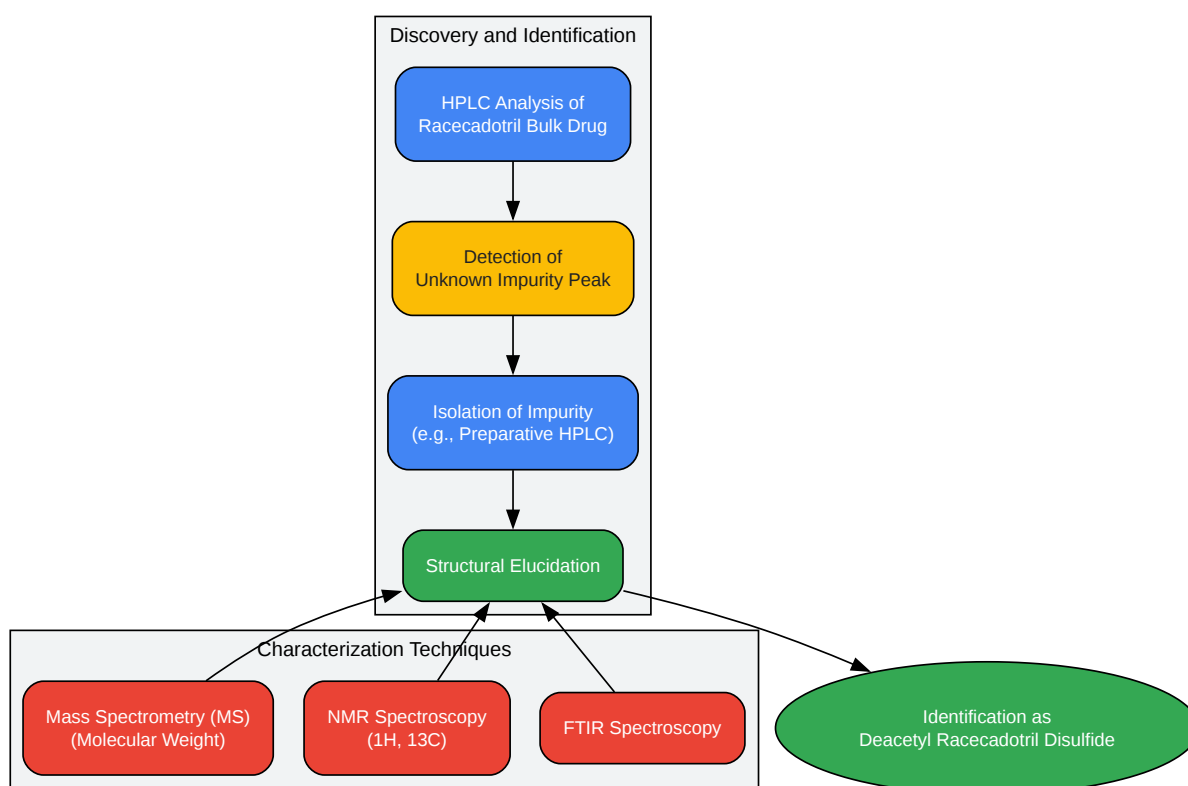 Discovery and Identification
HPLC Analysis of
Racecadotril Bulk Drug
Detection of
Unknown Impurity Peak
Isolation of Impurity
(e.g., Preparative HPLC)
Structural Elucidation
Characterization Techniques
Mass Spectrometry (MS)
(Molecular Weight)
NMR Spectroscopy
(1H, 13C)
FTIR Spectroscopy
Identification as
Deacetyl Racecadotril Disulfide